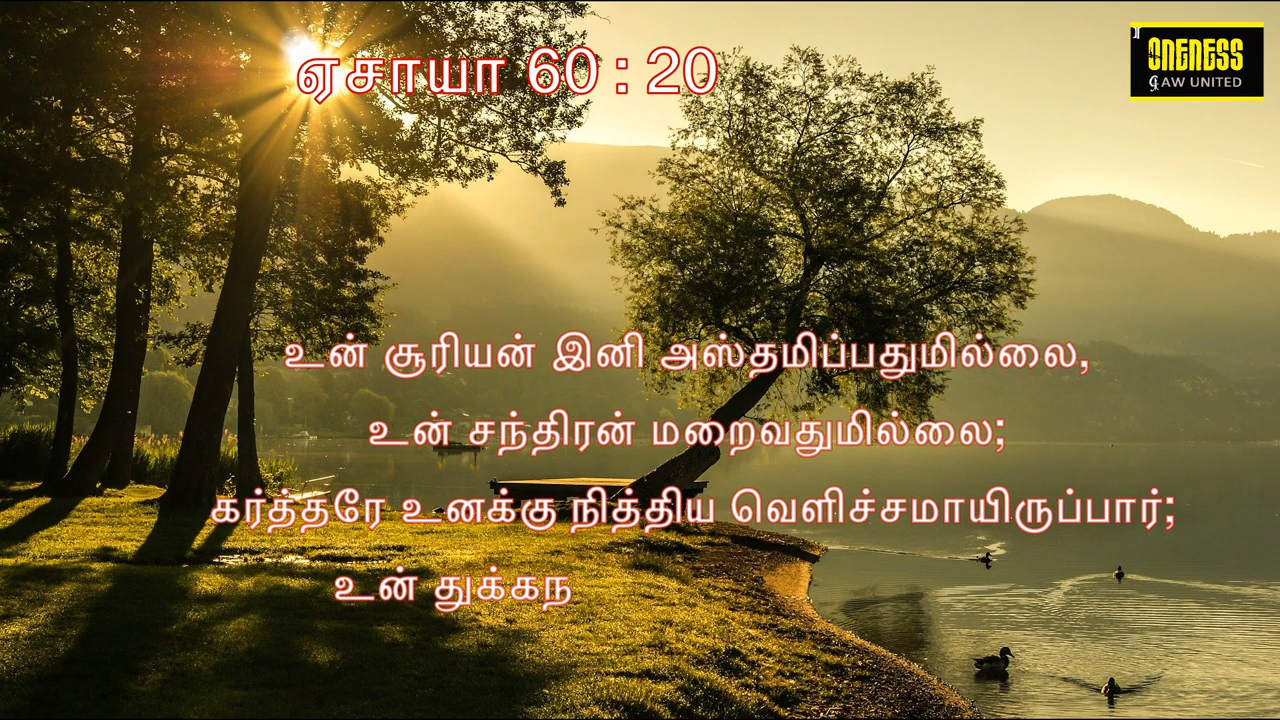 ஏசாயா 60 : 20
ONENESS
GAW UNITED
உன் சூரியன் இனி அஸ்தமிப்பதுமில்லை,
உன் சந்திரன் மறைவதுமில்லை;
கர்த்தரே உனக்கு நித்திய வெளிச்சமாயிருப்பார்;
உன் துக்கந